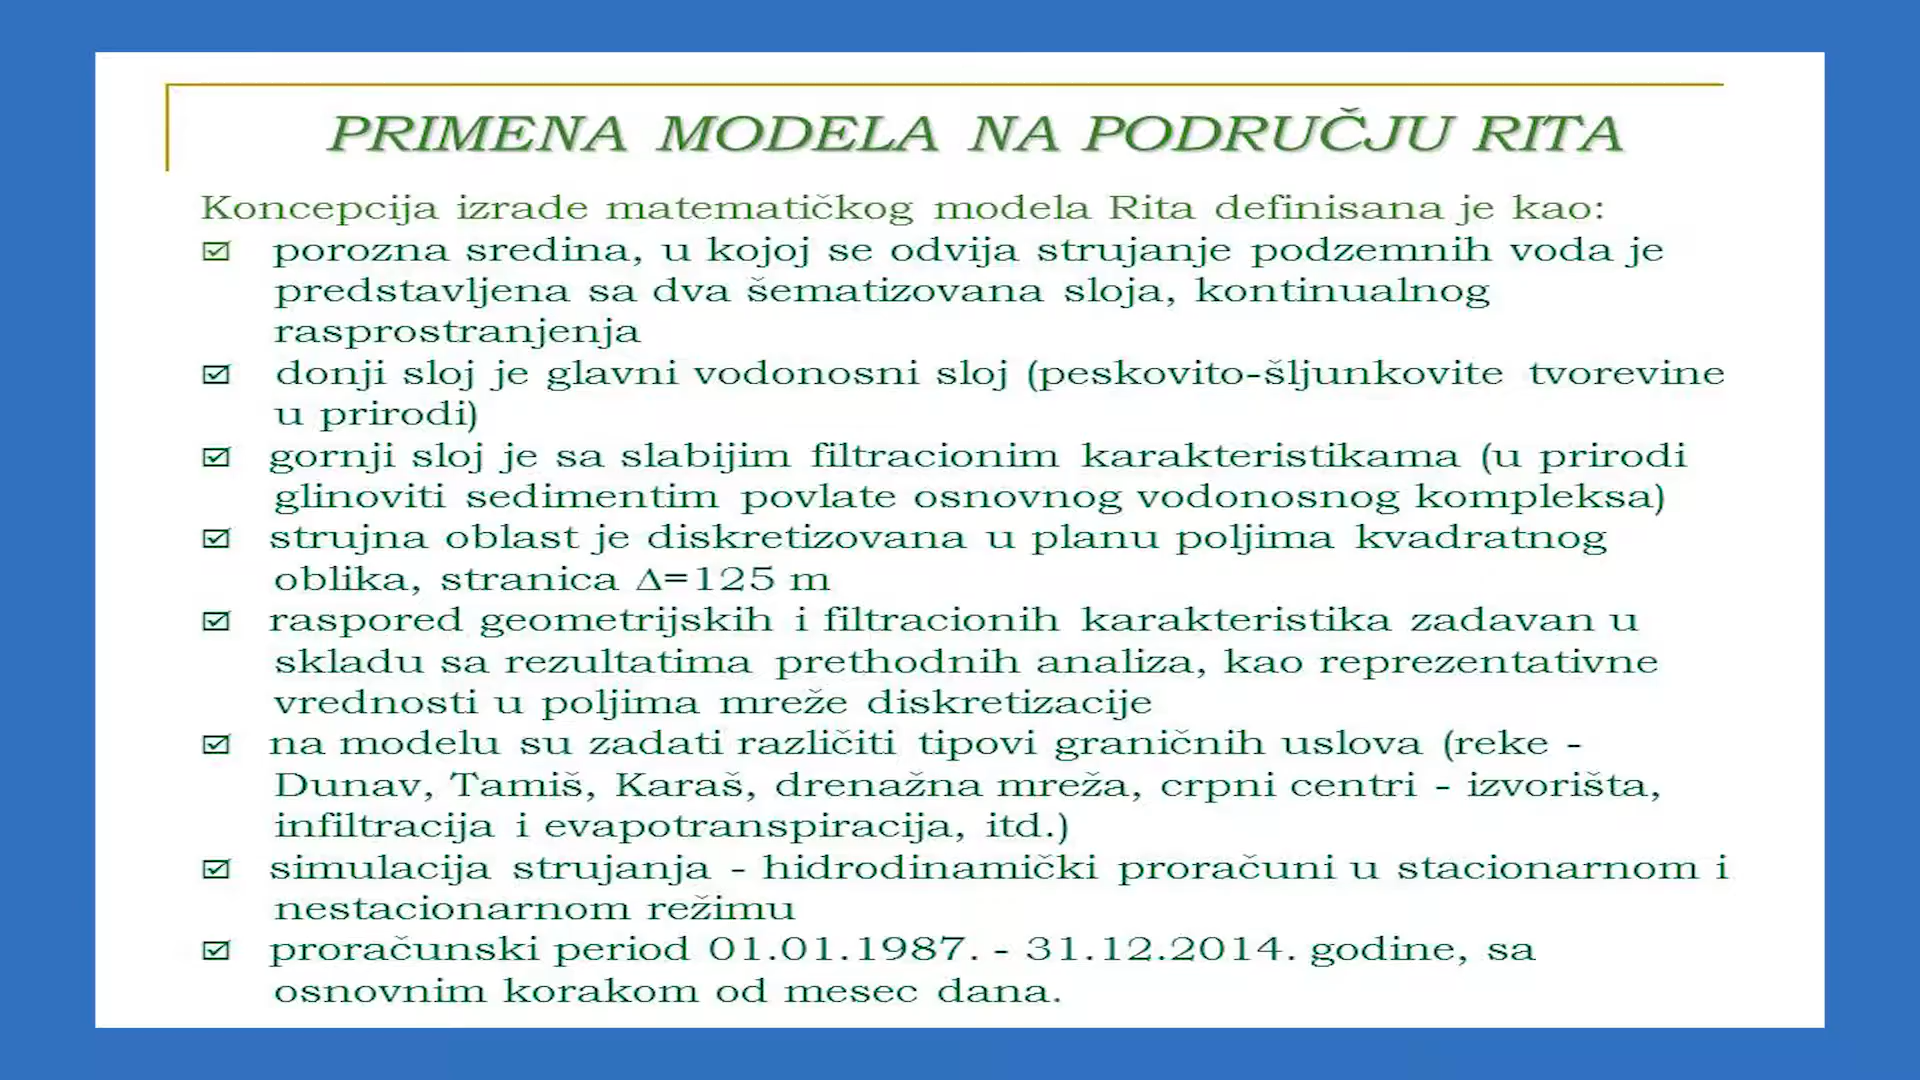 PRIMENA MODELA NA PODRUČJU RITA
Koncepcija izrade matematičkog modela Rita definisana je kao:
☑ porozna sredina, u kojoj se odvija strujanje podzemnih voda je
predstavljena sa dva šematizovana sloja, kontinualnog
rasprostranjenja
☑ donji sloj je glavni vodonosni sloj (peskovito-šljunkovite tvorevine
u prirodi)
☑ gornji sloj je sa slabijim filtracionim karakteristikama (u prirodi
glinoviti sedimentim povlate osnovnog vodonosnog kompleksa)
☑ strujna oblast je diskretizovana u planu poljima kvadratnog
oblika, stranica Δ=125 m
☑ raspored geometrijskih i filtracionih karakteristika zadavan u
skladu sa rezultatima prethodnih analiza, kao reprezentativne
vrednosti u poljima mreže diskretizacije
☑ na modelu su zadati različiti tipovi graničnih uslova (reke -
Dunav, Tamiš, Karaš, drenažna mreža, crpni centri - izvorišta,
infiltracija i evapotranspiracija, itd.)
☑ simulacija strujanja - hidrodinamički proračuni u stacionarnom i
nestacionarnom režimu
☑ proračunski period 01.01.1987. - 31.12.2014. godine, sa
osnovnim korakom od mesec dana.